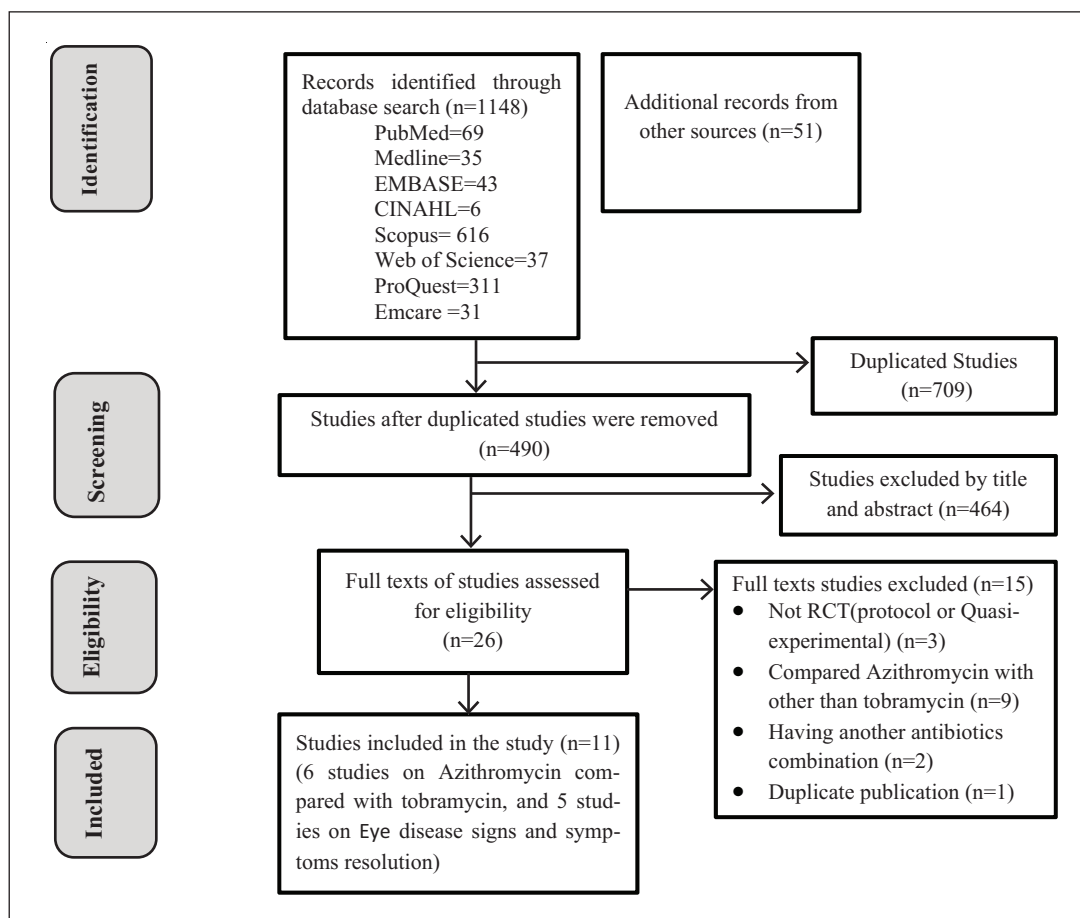 Identification
Records identified through
database search (n=1148)
PubMed=69
Medline=35
EMBASE=43
CINAHL=6
Scopus= 616
Web of Science=37
ProQuest=311
Emcare =31
Additional records from
other sources (n=51)
Duplicated Studies
(n=709)
Screening
Studies after duplicated studies were removed
(n=490)
Studies excluded by title
and abstract (n=464)
Eligibility
Full texts of studies assessed
for eligibility
(n=26)
Full texts studies excluded (n=15)
● Not RCT(protocol or Quasi-
experimental) (n=3)
● Compared Azithromycin with
other than tobramycin (n=9)
● Having another antibiotics
combination (n=2)
● Duplicate publication (n=1)
Included
Studies included in the study (n=11)
(6 studies on Azithromycin com-
pared with tobramycin, and 5 stud-
ies on Eye disease signs and symp-
toms resolution)